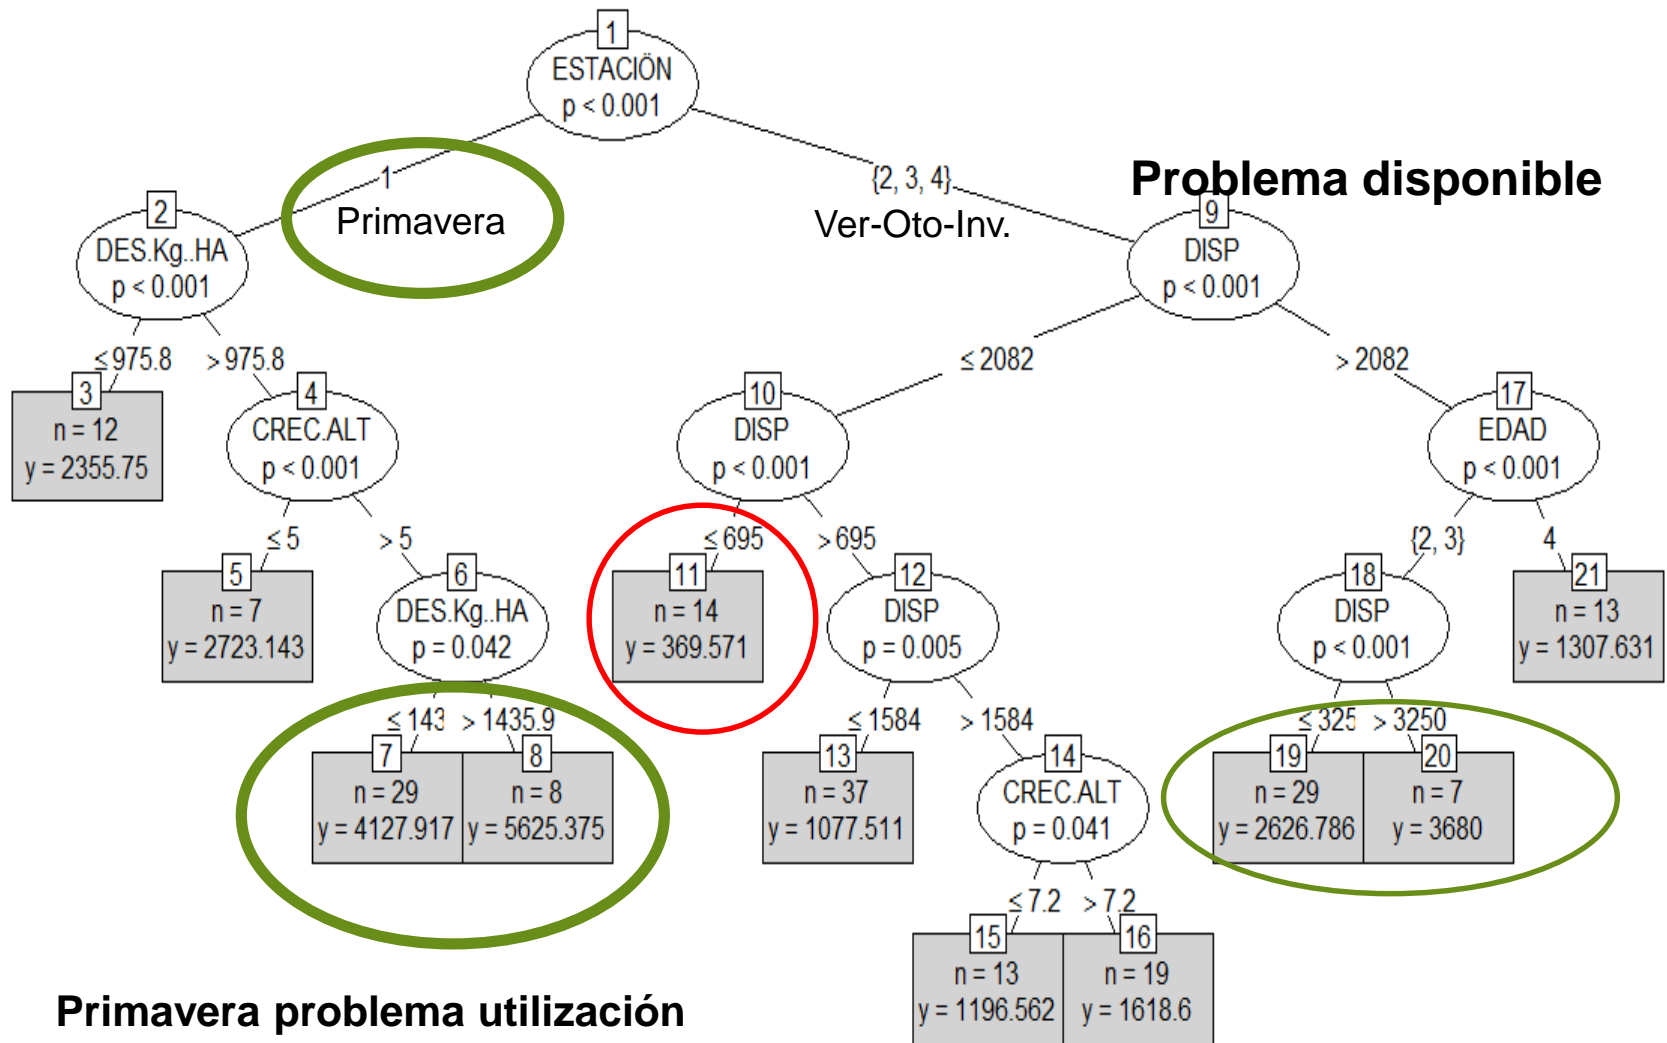 1
ESTACIÖN
p < 0.001
1
{2, 3, 4}
Problema disponible
Primavera
Ver-Oto-Inv.
2
DES.Kg..HA
p < 0.001
9
DISP
p < 0.001
≤ 975.8
> 975.8
≤ 2082
> 2082
3
n = 12
y = 2355.75
4
CREC.ALT
p < 0.001
10
DISP
p < 0.001
17
EDAD
p < 0.001
≤ 5
> 5
≤ 695
> 695
{2, 3}
4
5
n = 7
y = 2723.143
6
DES.Kg..HA
p = 0.042
11
n = 14
y = 369.571
12
DISP
p = 0.005
18
DISP
p < 0.001
21
n = 13
y = 1307.631
≤ 143
> 1435.9
≤ 1584
> 1584
≤ 325
> 3250
7
n = 29
y = 4127.917
8
n = 8
y = 5625.375
13
n = 37
y = 1077.511
14
CREC.ALT
p = 0.041
19
n = 29
y = 2626.786
20
n = 7
y = 3680
≤ 7.2
> 7.2
15
n = 13
y = 1196.562
16
n = 19
y = 1618.6
Primavera problema utilización